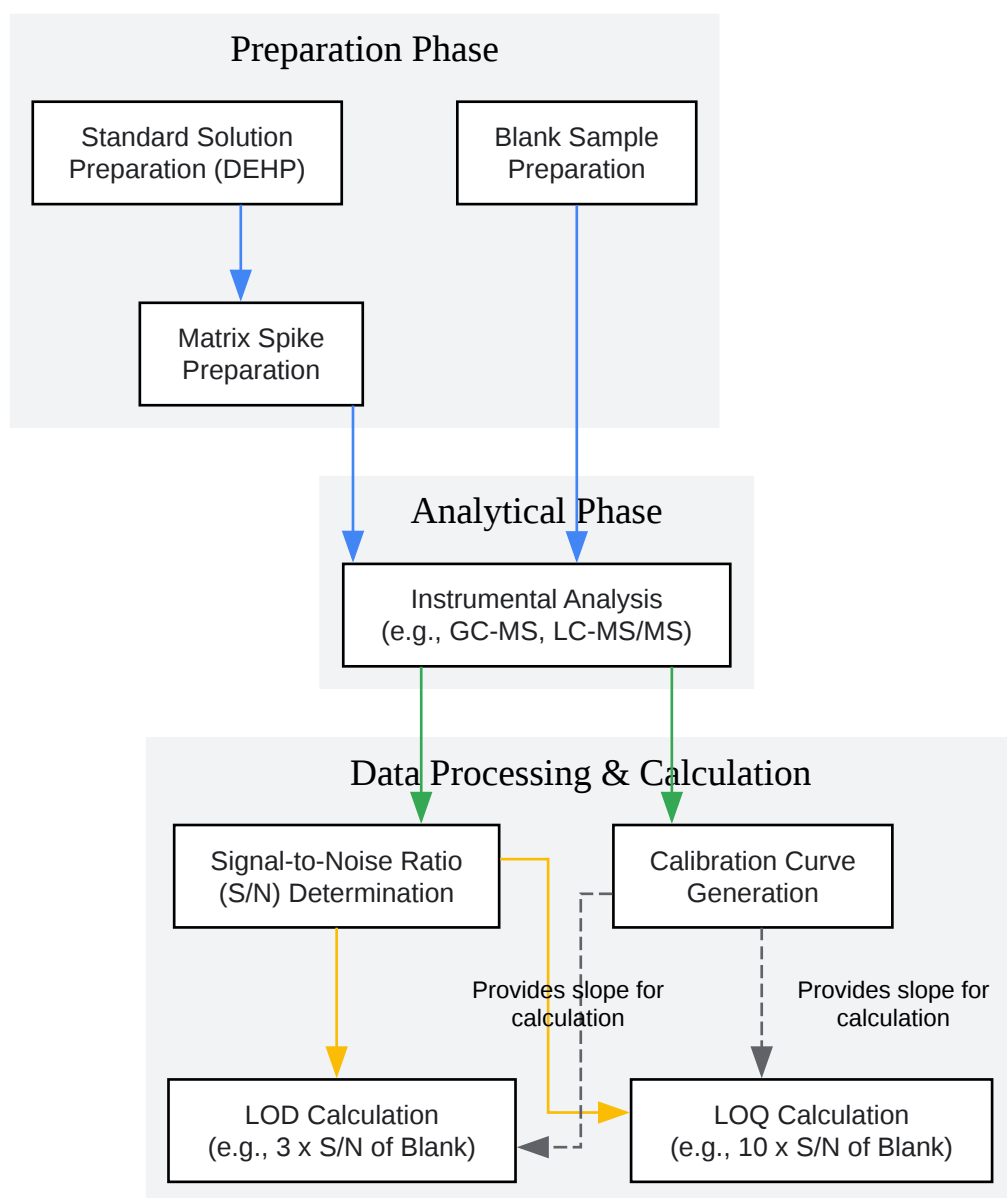 Preparation Phase
Standard Solution
Preparation (DEHP)
Blank Sample
Preparation
Matrix Spike
Preparation
Analytical Phase
Instrumental Analysis
(e.g., GC-MS, LC-MS/MS)
Data Processing & Calculation
Signal-to-Noise Ratio
(S/N) Determination
Calibration Curve
Generation
Provides slope for
calculation
Provides slope for
calculation
LOD Calculation
(e.g., 3 x S/N of Blank)
LOQ Calculation
(e.g., 10 x S/N of Blank)